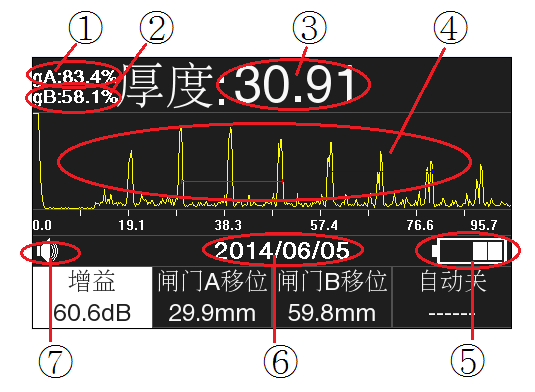 ① ② ③ ④
gA:83.4%
gB:58.1%
厚度:30.91
0.0 19.1 38.3 57.4 76.6 95.7
2014/06/05
增益 闸门A移位 闸门B移位 自动关
60.6dB 29.9mm 59.8mm ------
⑦ ⑥ ⑤